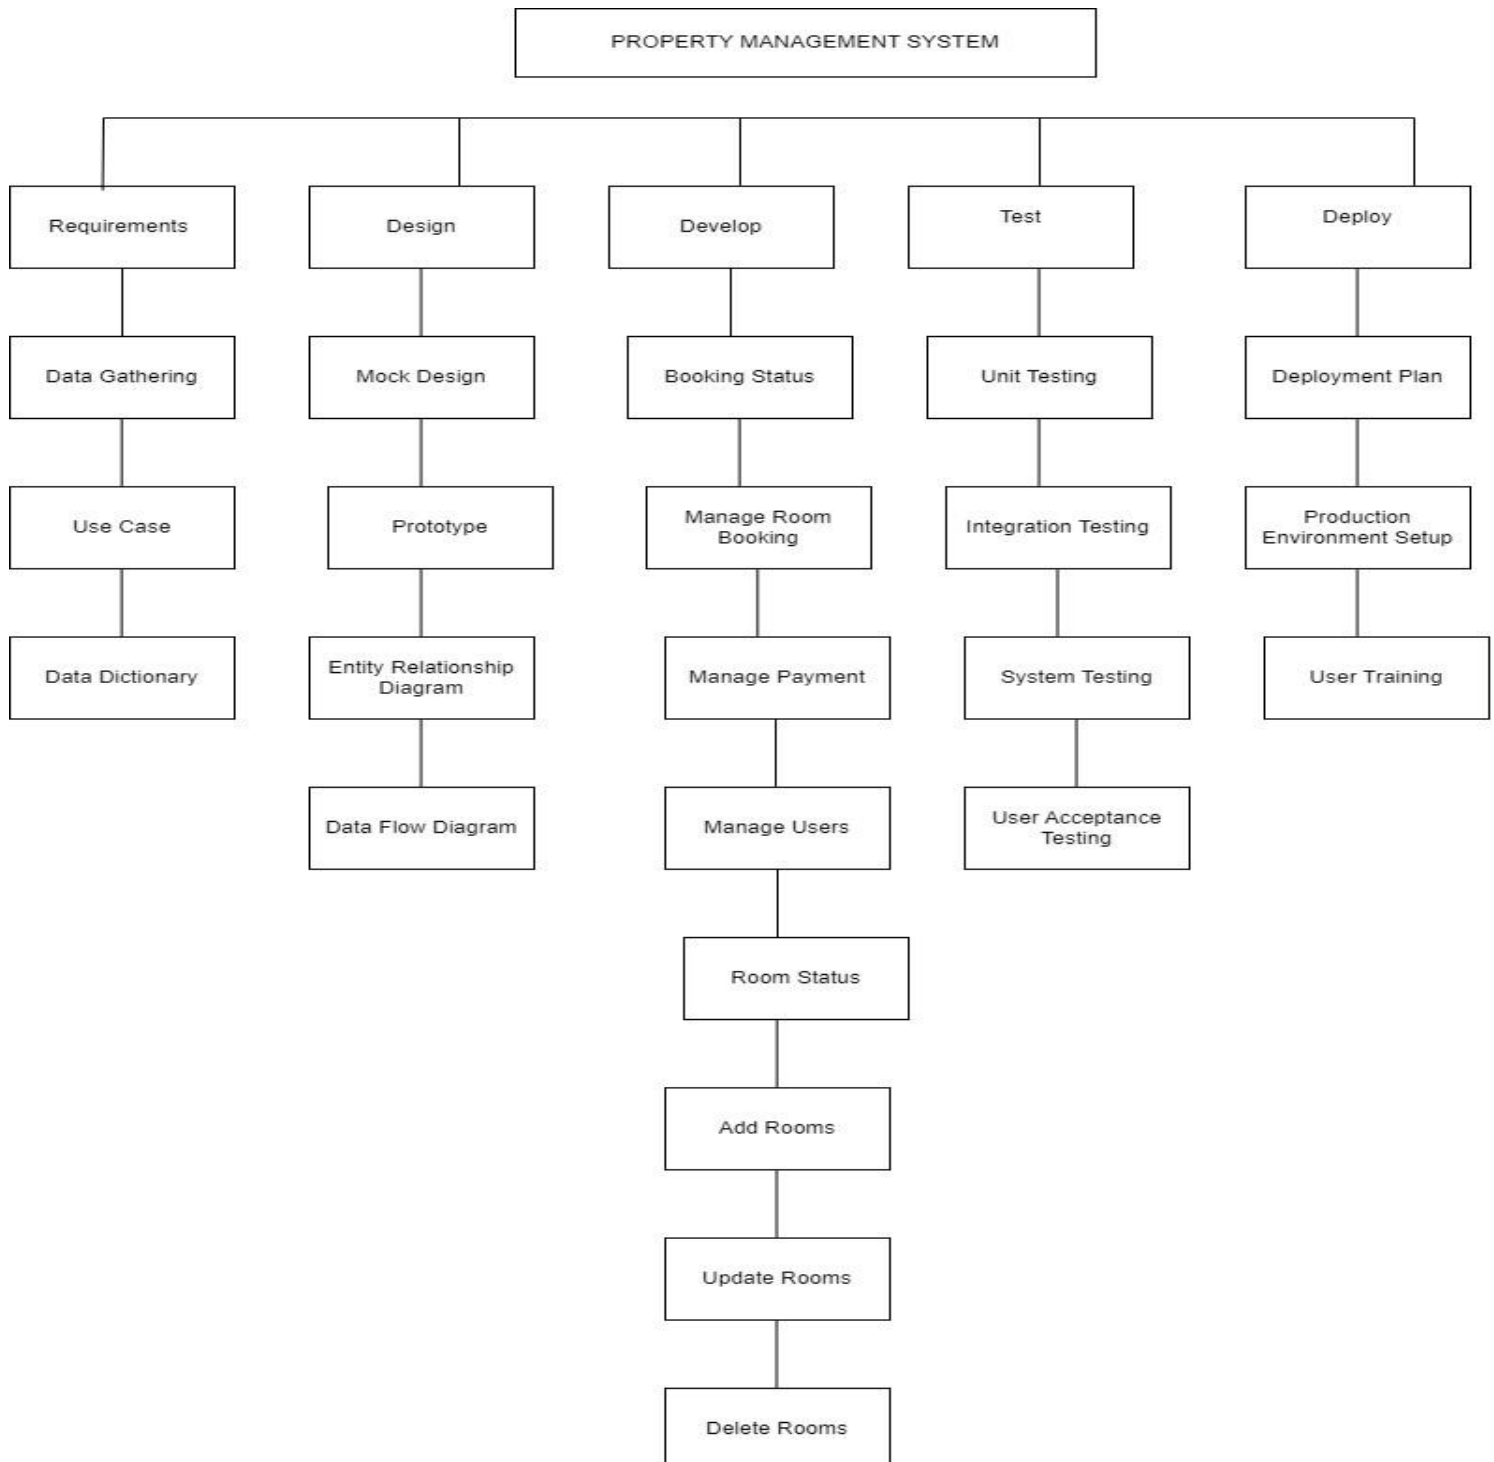 PROPERTY MANAGEMENT SYSTEM
Requirements
Design
Develop
Test
Deploy
Data Gathering
Mock Design
Booking Status
Unit Testing
Deployment Plan
Use Case
Prototype
Manage Room
Booking
Integration Testing
Production
Environment Setup
Data Dictionary
Entity Relationship
Diagram
Manage Payment
System Testing
User Training
Data Flow Diagram
Manage Users
User Acceptance
Testing
Room Status
Add Rooms
Update Rooms
Delete Rooms